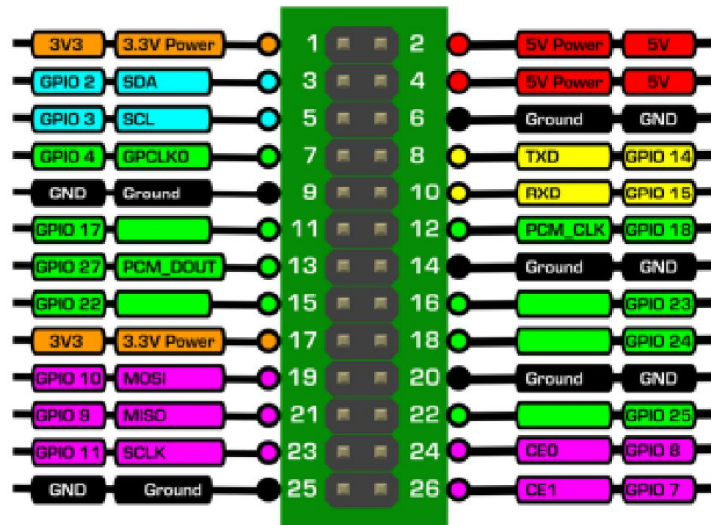 3V3 3.3V Power 1 2 5V Power 5V
GPIO 2 SDA 3 4 5V Power 5V
GPIO 3 SCL 5 6 Ground GND
GPIO 4 GPCLK0 7 8 TXD GPIO 14
GND Ground 9 10 RXD GPIO 15
GPIO 17 11 12 PCM_CLK GPIO 18
GPIO 27 PCM_DOUT 13 14 Ground GND
GPIO 22 15 16 GPIO 23
3V3 3.3V Power 17 18 GPIO 24
GPIO 10 MOSI 19 20 Ground GND
GPIO 9 MISO 21 22 GPIO 25
GPIO 11 SCLK 23 24 CE0 GPIO 8
GND Ground 25 26 CE1 GPIO 7